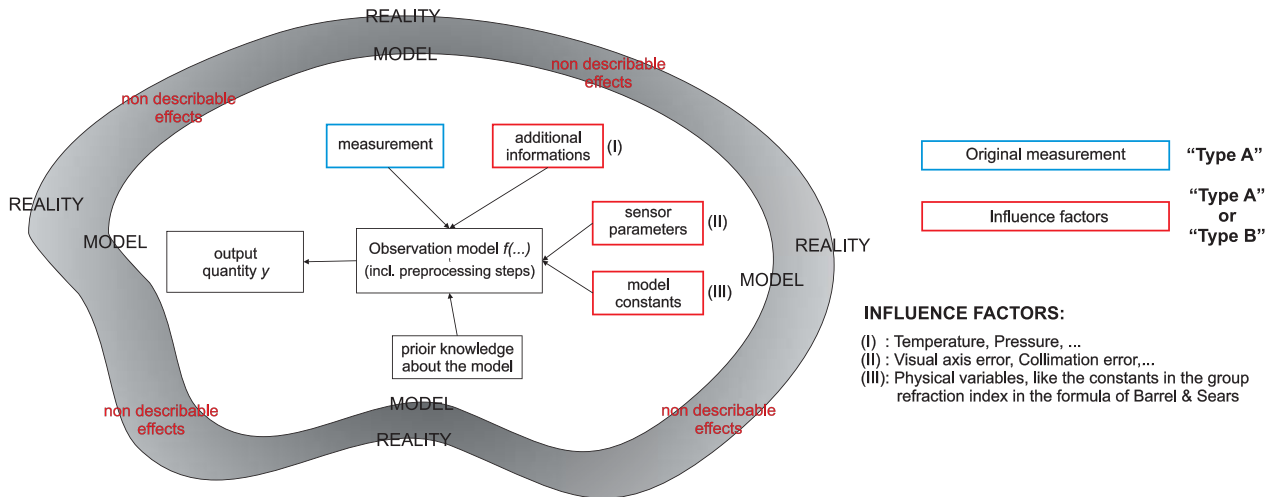 REALITY
MODEL
non describable
effects
non describable
effects
measurement
additional
informations
(I)
REALITY
MODEL
sensor
parameters
(II)
output
quantity y
Observation model f(...)
(incl. preprocessing steps)
model
constants
(III)
REALITY
MODEL
prioir knowledge
about the model
non describable
effects
MODEL
REALITY
non describable
effects
Original measurement
“Type A”
Influence factors
“Type A”
or
“Type B”
INFLUENCE FACTORS:
(I) : Temperature, Pressure, ...
(II) : Visual axis error, Collimation error,...
(III): Physical variables, like the constants in the group
refraction index in the formula of Barrel & Sears